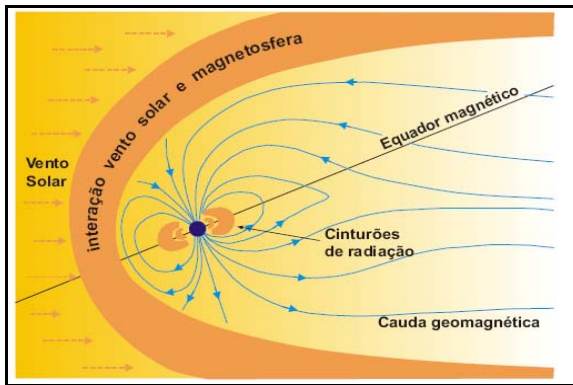 interação vento solar e magnetosfera
Equador magnético
Vento
Solar
Cinturões
de radiação
Cauda geomagnética